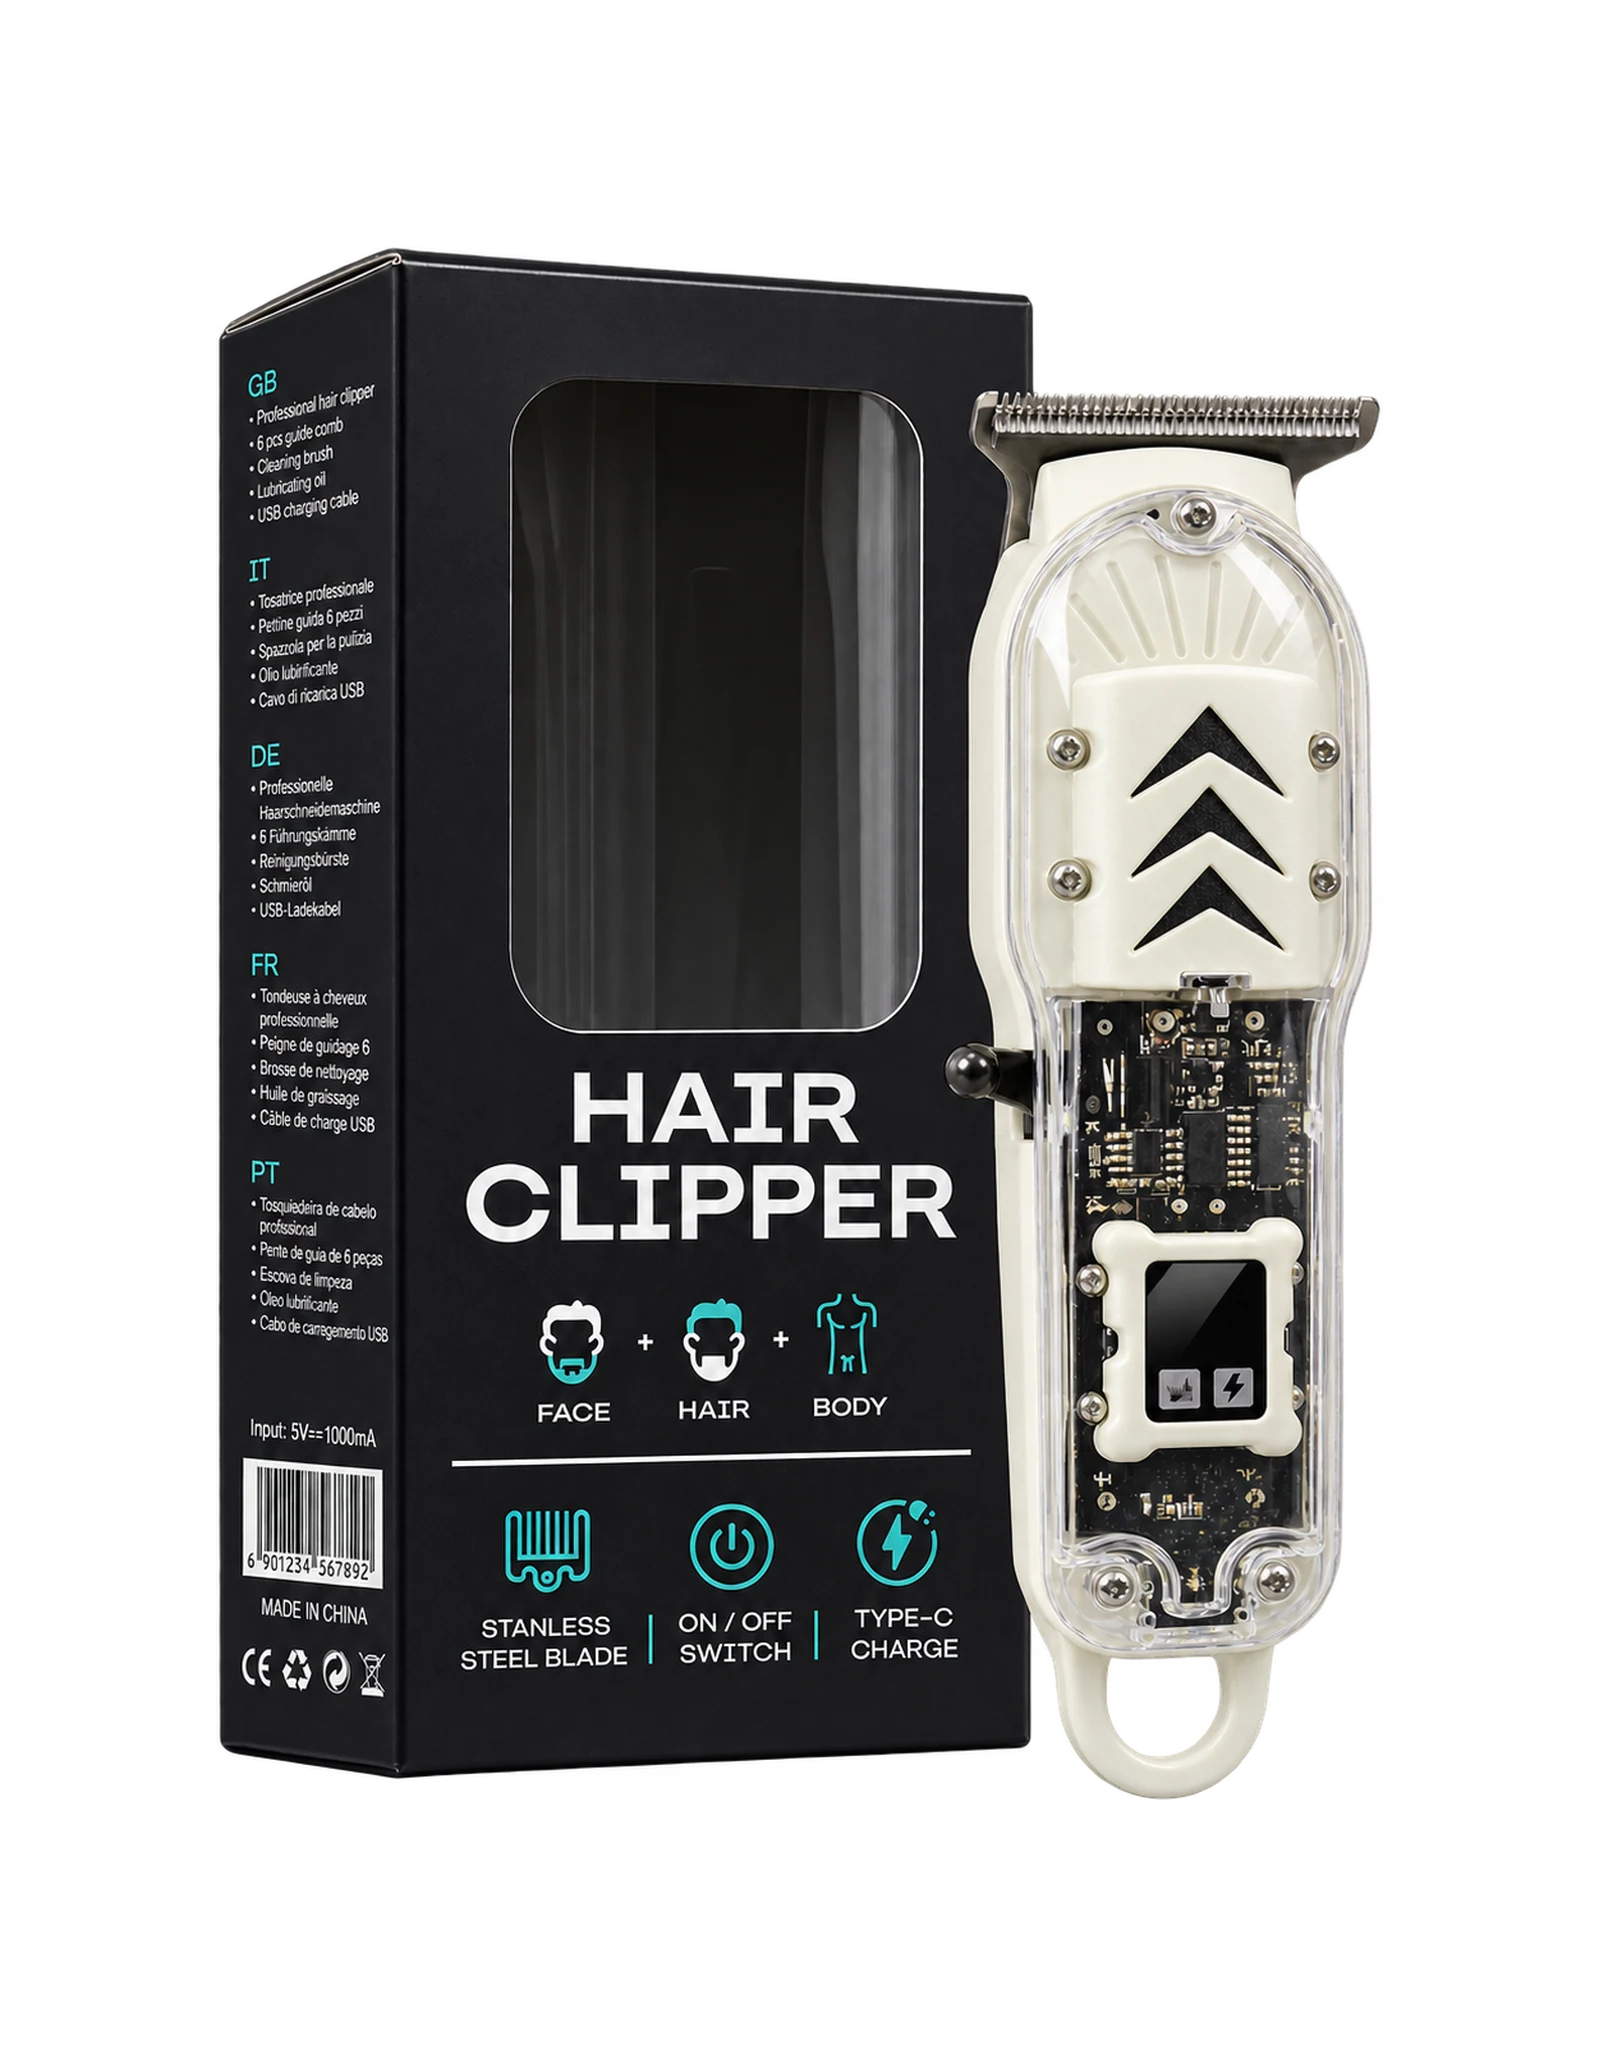 GB
• Professional hair clipper
• 6 pcs guide comb
• Cleaning brush
• Lubricating oil
• USB charging cable
IT
• Tosatrice professionale
• Pettine guida 6 pezzi
• Spazzola per la pulizia
• Olio lubirificante
• Cavo di ricarica USB
DE
• Professionelle
Haarschneidemaschine
• 6 Führungskämme
• Reinigungsbürste
• Schmieröl
• USB-Ladekabel
FR
• Tondeuse à cheveux
professionnelle
• Peigne de guidage 6
• Brosse de nettoyage
• Huile de graissage
• Câble de charge USB
PT
• Tosquiedeira de cabelo
profissional
• Pente de guia de 6 peças
• Escova de limpeza
• Oleo lubrificante
• Cabo de carregemento USB
Input: 5V==1000mA
6 901234 567892
MADE IN CHINA
CE
HAIR
CLIPPER
FACE + HAIR + BODY
STANLESS
STEEL BLADE
ON / OFF
SWITCH
TYPE-C
CHARGE